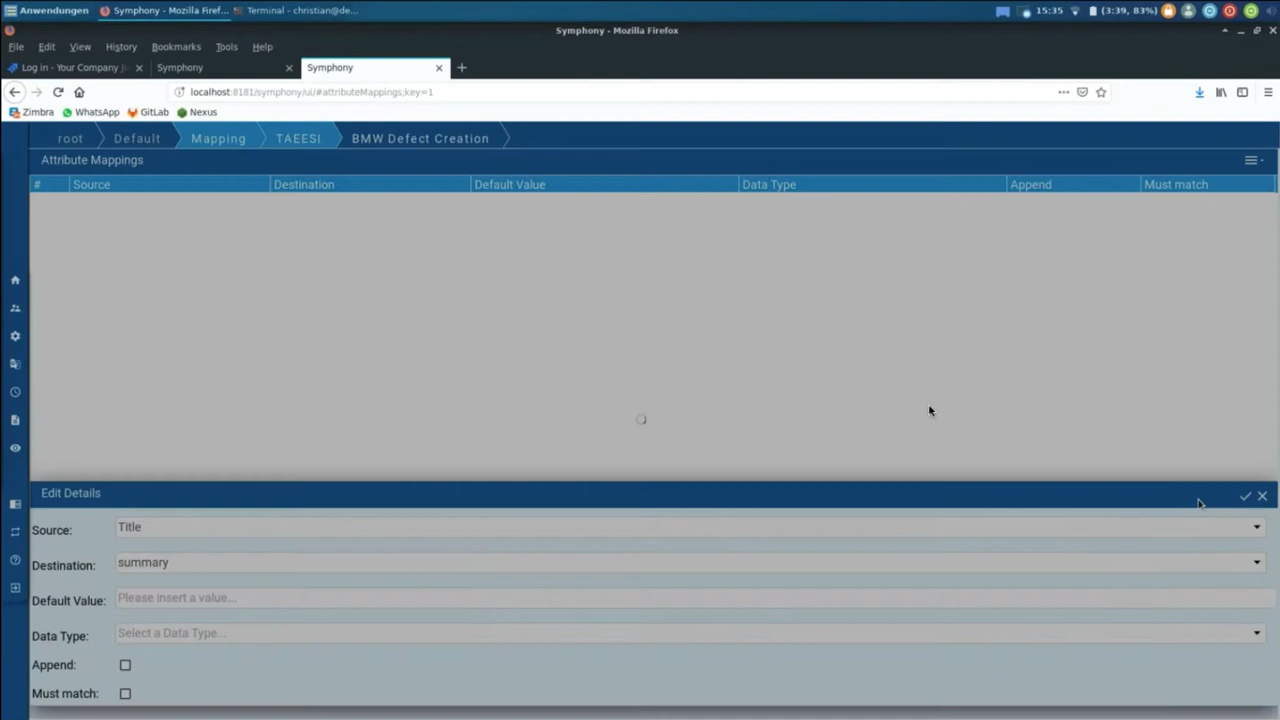 Anwendungen Symphony - Mozilla Firef... Terminal - christian@de... 15:35 (3:39, 83%)
Symphony - Mozilla Firefox
File Edit View History Bookmarks Tools Help
Log in - Your Company Ji Symphony Symphony
localhost:8181/symphony/ui/#attributeMappings;key=1
Zimbra WhatsApp GitLab Nexus
root Default Mapping TAEESI BMW Defect Creation
Attribute Mappings
# Source Destination Default Value Data Type Append Must match
Edit Details
Source: Title
Destination: summary
Default Value: Please insert a value...
Data Type: Select a Data Type...
Append:
Must match: